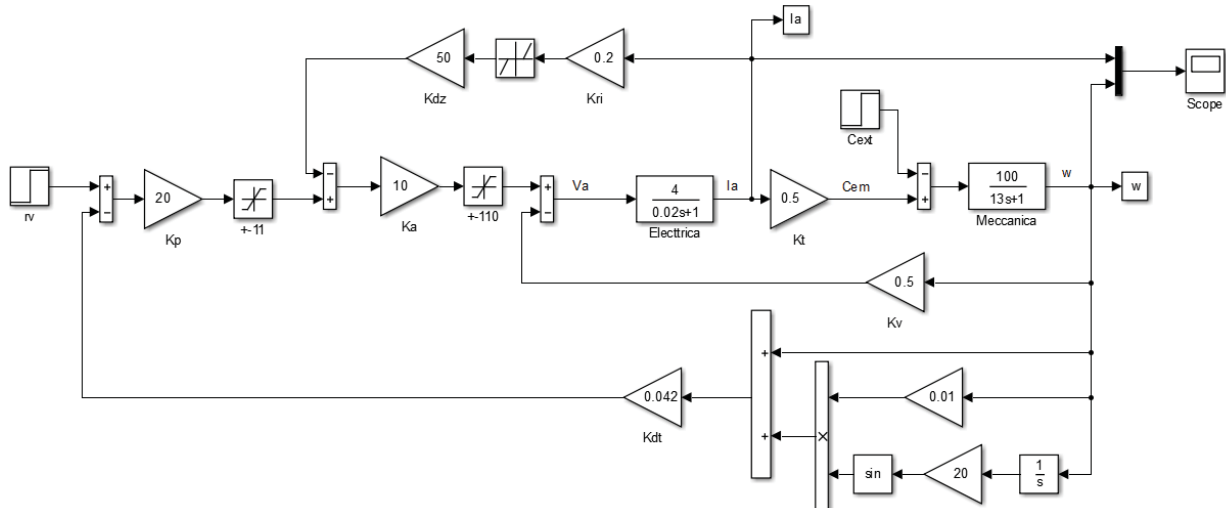 Ia
50
Kdz
0.2
Kri
Scope
Cext
rv
+
−
20
Kp
+-11
−
+
10
Ka
+-110
+
−
Va
4
0.02s+1
Electtrica
Ia
0.5
Kt
Cem
−
+
100
13s+1
Meccanica
w
w
0.5
Kv
+
+
0.042
Kdt
×
0.01
sin
20
1
s